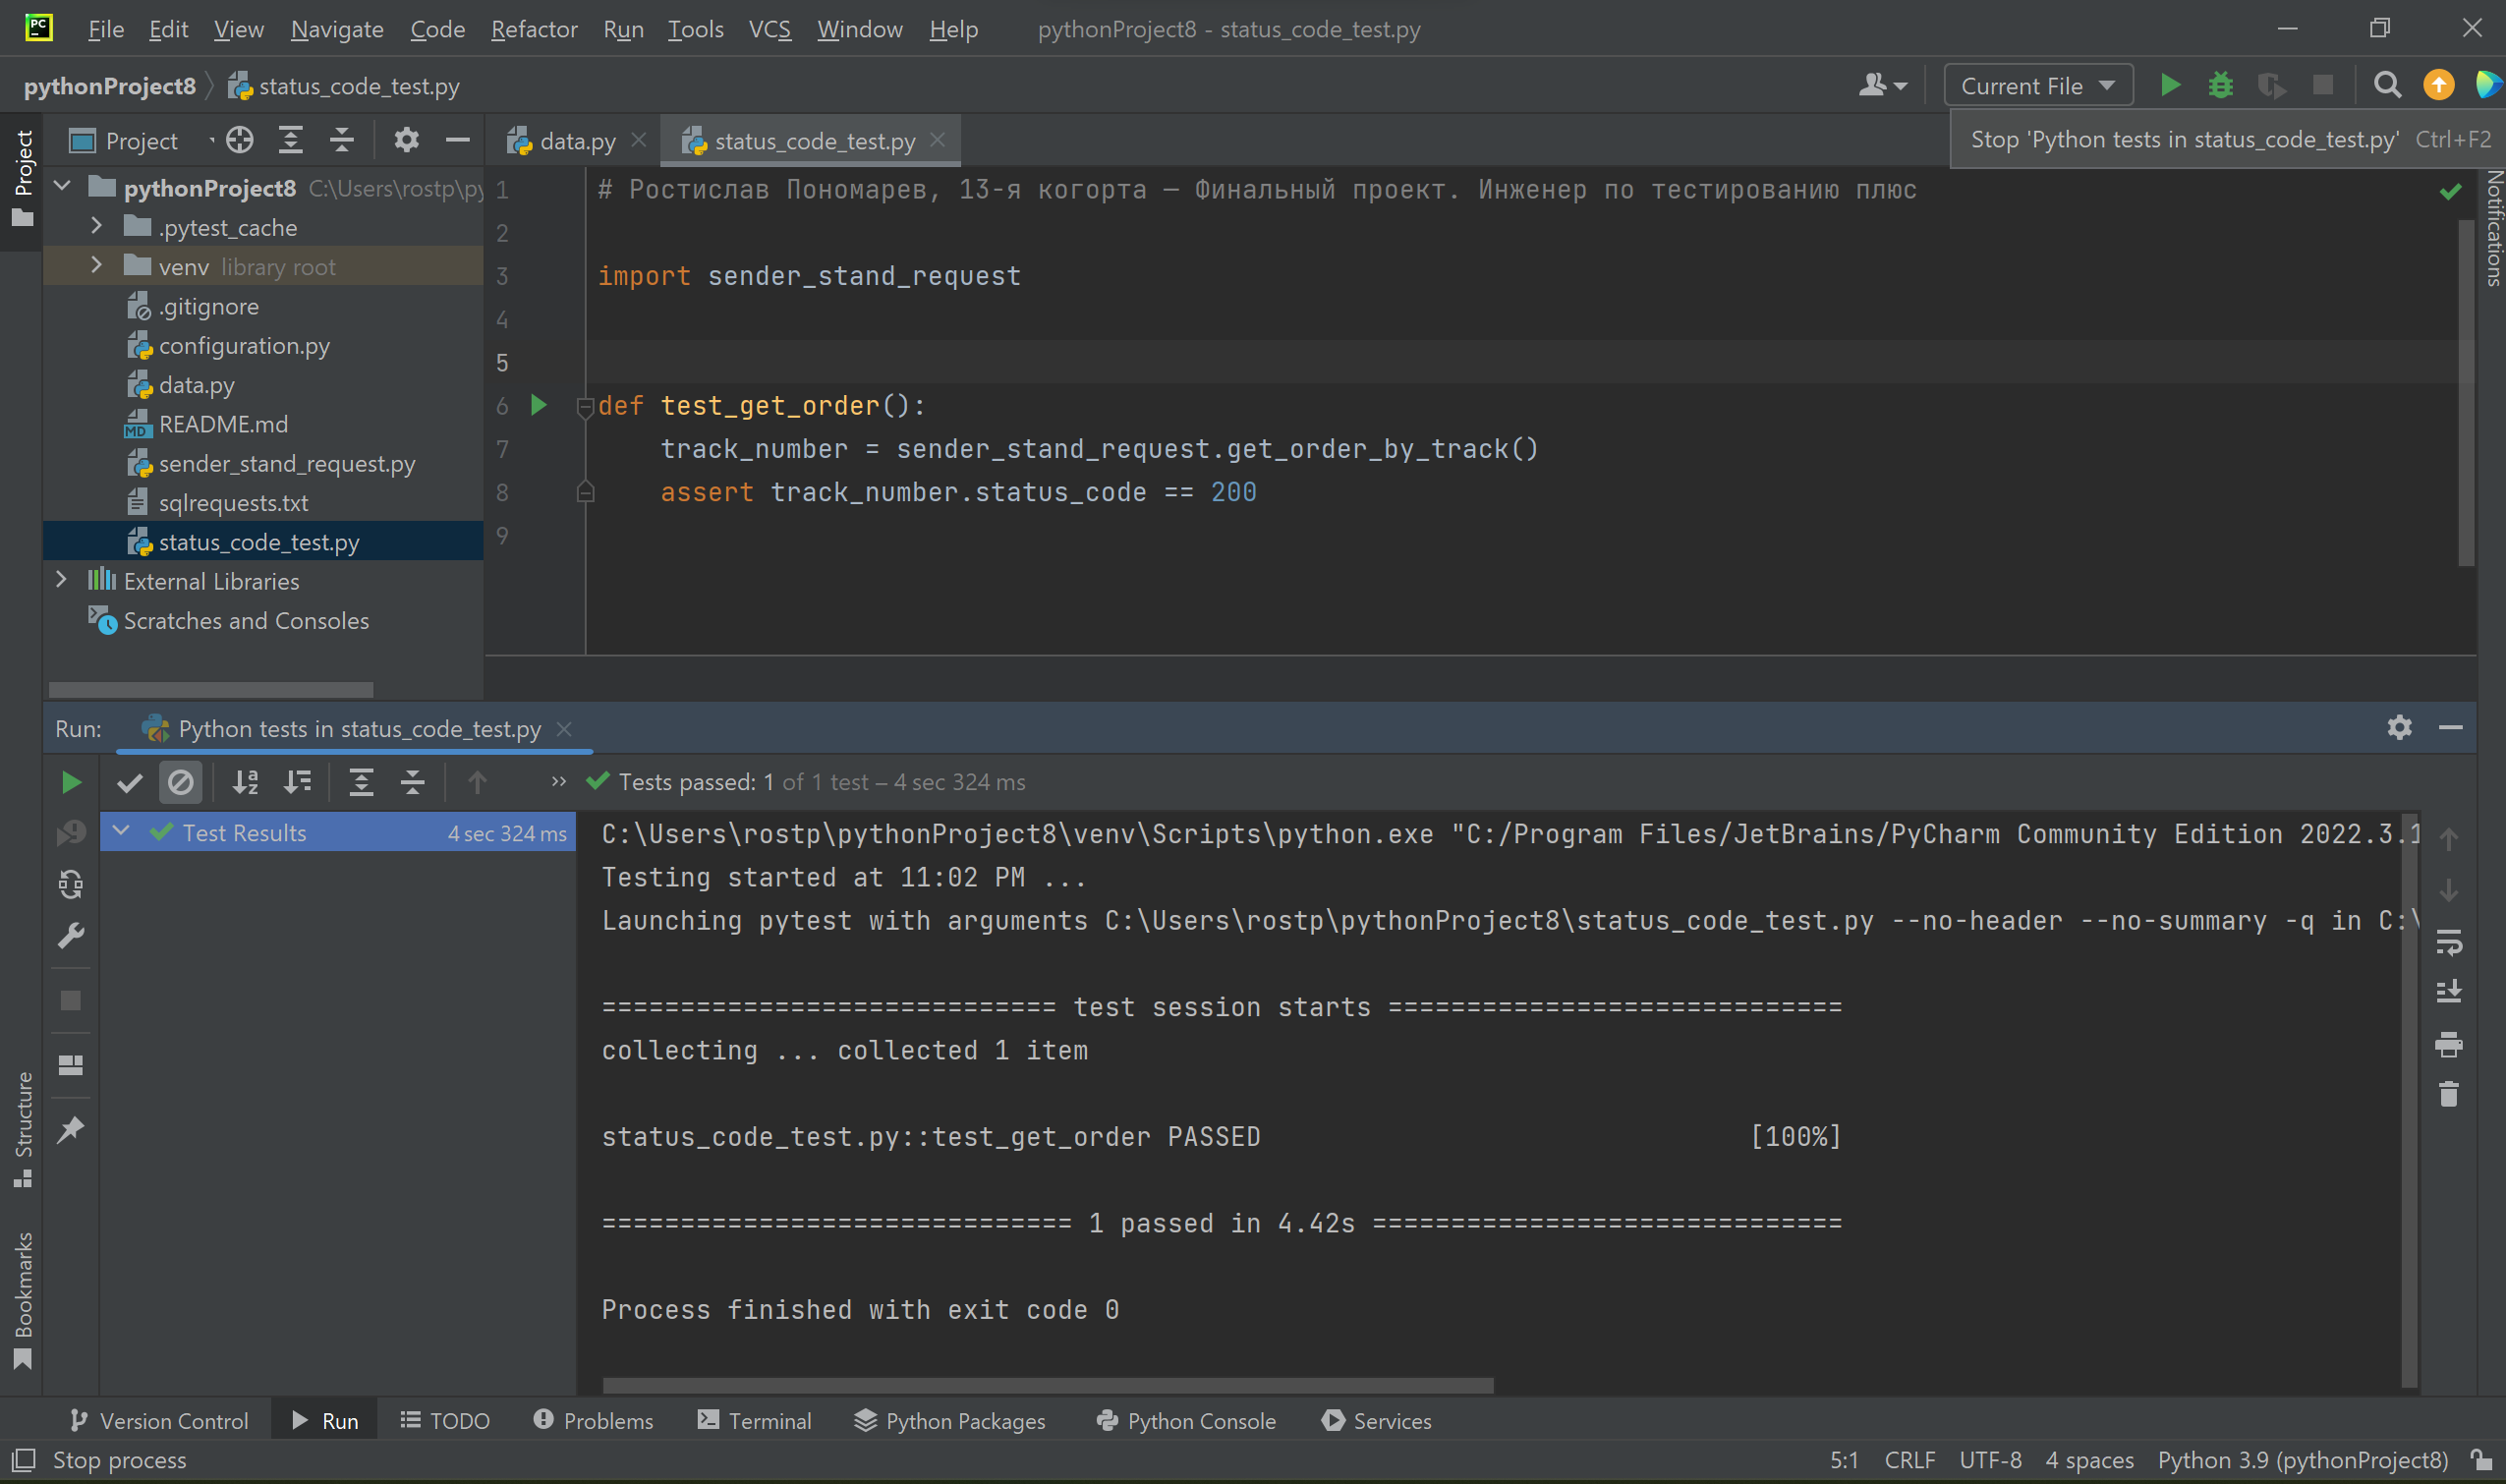 File Edit View Navigate Code Refactor Run Tools VCS Window Help pythonProject8 - status_code_test.py
pythonProject8 status_code_test.py Current File
Stop 'Python tests in status_code_test.py' Ctrl+F2
Project data.py status_code_test.py
Project
Notifications
pythonProject8 C:\Users\rostp\py
.pytest_cache
venv library root
.gitignore
configuration.py
data.py
README.md
sender_stand_request.py
sqlrequests.txt
status_code_test.py
External Libraries
Scratches and Consoles
1 # Ростислав Пономарев, 13-я когорта — Финальный проект. Инженер по тестированию плюс
2
3 import sender_stand_request
4
5
6 def test_get_order():
7 track_number = sender_stand_request.get_order_by_track()
8 assert track_number.status_code == 200
9
Run: Python tests in status_code_test.py
Tests passed: 1 of 1 test – 4 sec 324 ms
Test Results 4 sec 324 ms
C:\Users\rostp\pythonProject8\venv\Scripts\python.exe "C:/Program Files/JetBrains/PyCharm Community Edition 2022.3.1
Testing started at 11:02 PM ...
Launching pytest with arguments C:\Users\rostp\pythonProject8\status_code_test.py --no-header --no-summary -q in C:\
============================= test session starts =============================
collecting ... collected 1 item
status_code_test.py::test_get_order PASSED [100%]
============================== 1 passed in 4.42s ==============================
Process finished with exit code 0
Structure
Bookmarks
Version Control Run TODO Problems Terminal Python Packages Python Console Services
Stop process 5:1 CRLF UTF-8 4 spaces Python 3.9 (pythonProject8)